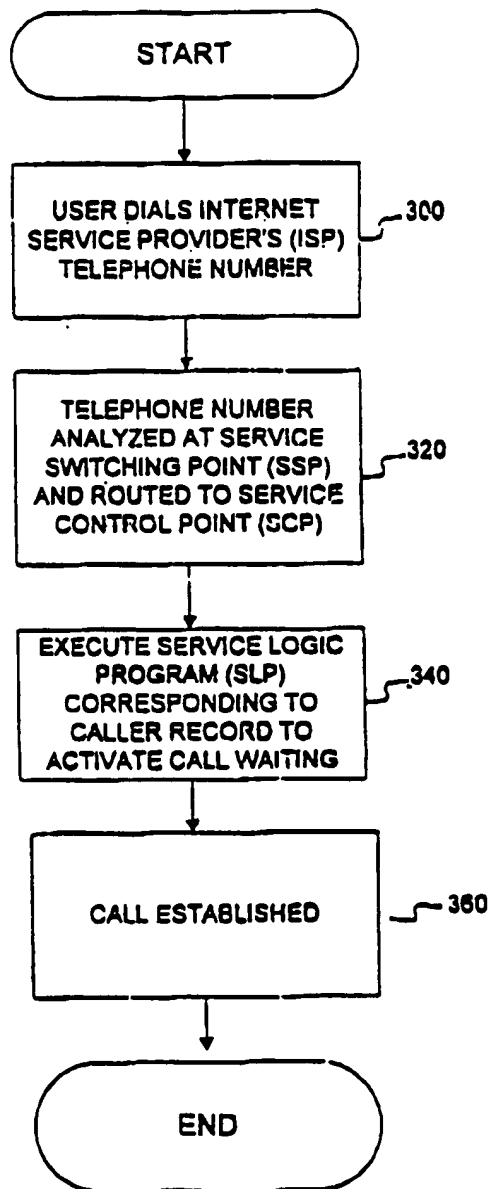 START
USER DIALS INTERNET
SERVICE PROVIDER'S (ISP)
TELEPHONE NUMBER
300
TELEPHONE NUMBER
ANALYZED AT SERVICE
SWITCHING POINT (SSP)
AND ROUTED TO SERVICE
CONTROL POINT (SCP)
320
EXECUTE SERVICE LOGIC
PROGRAM (SLP)
CORRESPONDING TO
CALLER RECORD TO
ACTIVATE CALL WAITING
340
CALL ESTABLISHED
360
END